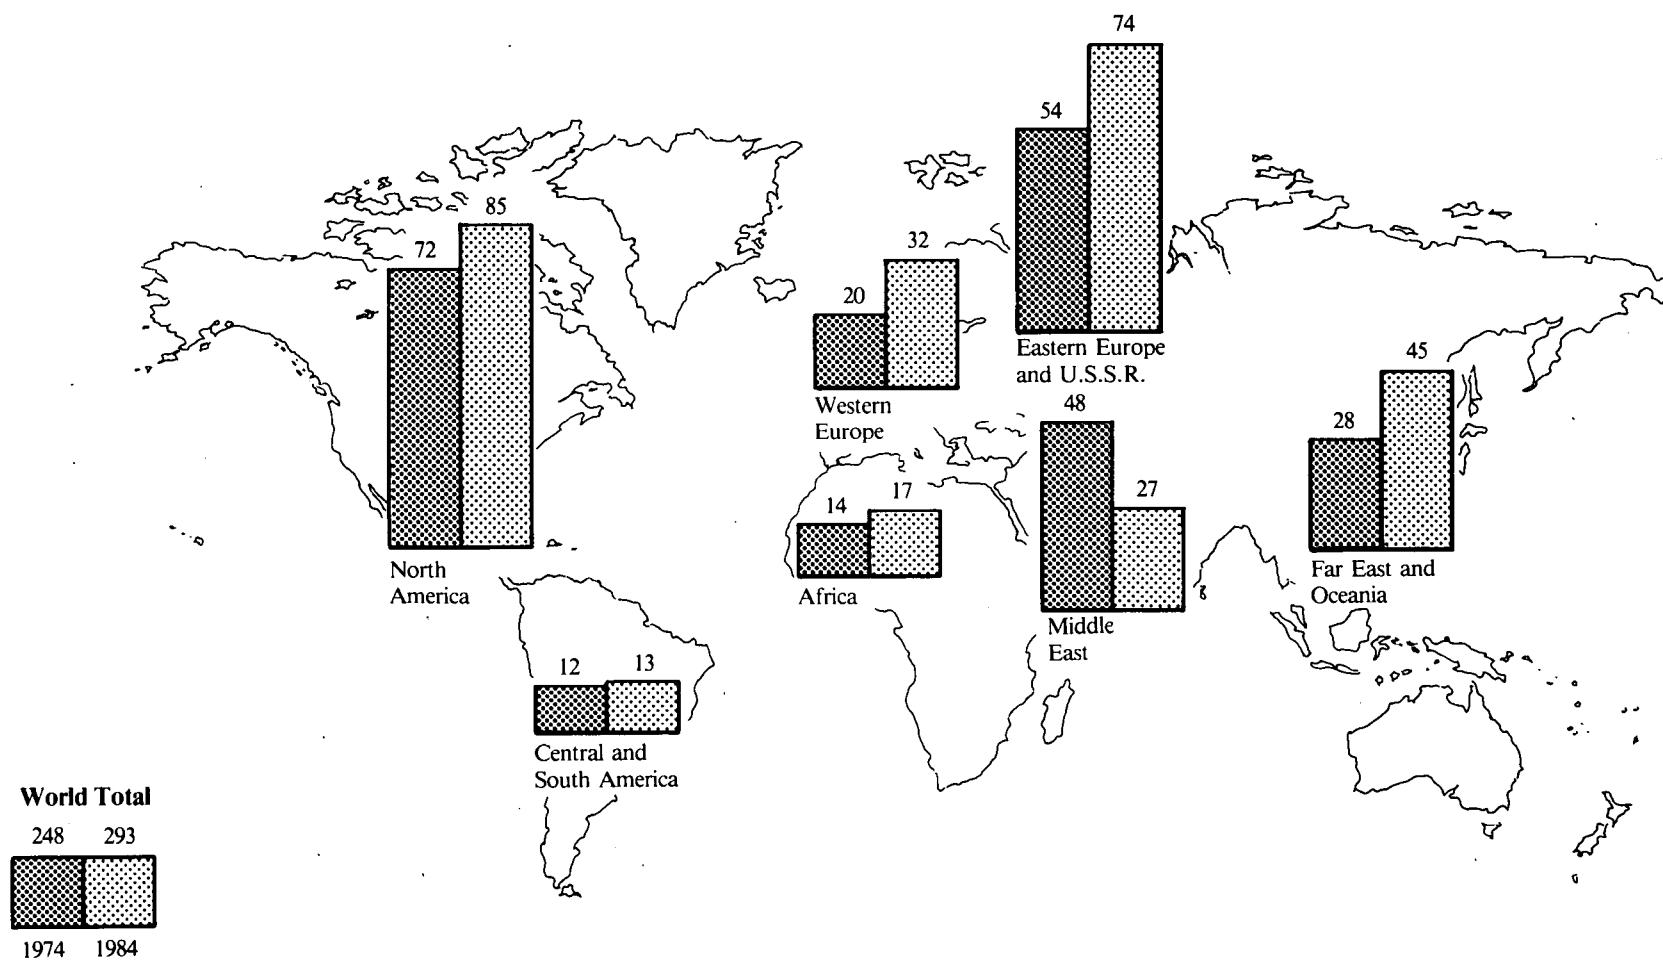 74
54
85
72
32
20
Eastern Europe
and U.S.S.R.
45
28
Western
Europe
48
27
14
17
North
America
Africa
Far East and
Oceania
Middle
East
12
13
Central and
South America
World Total
248 293
1974 1984